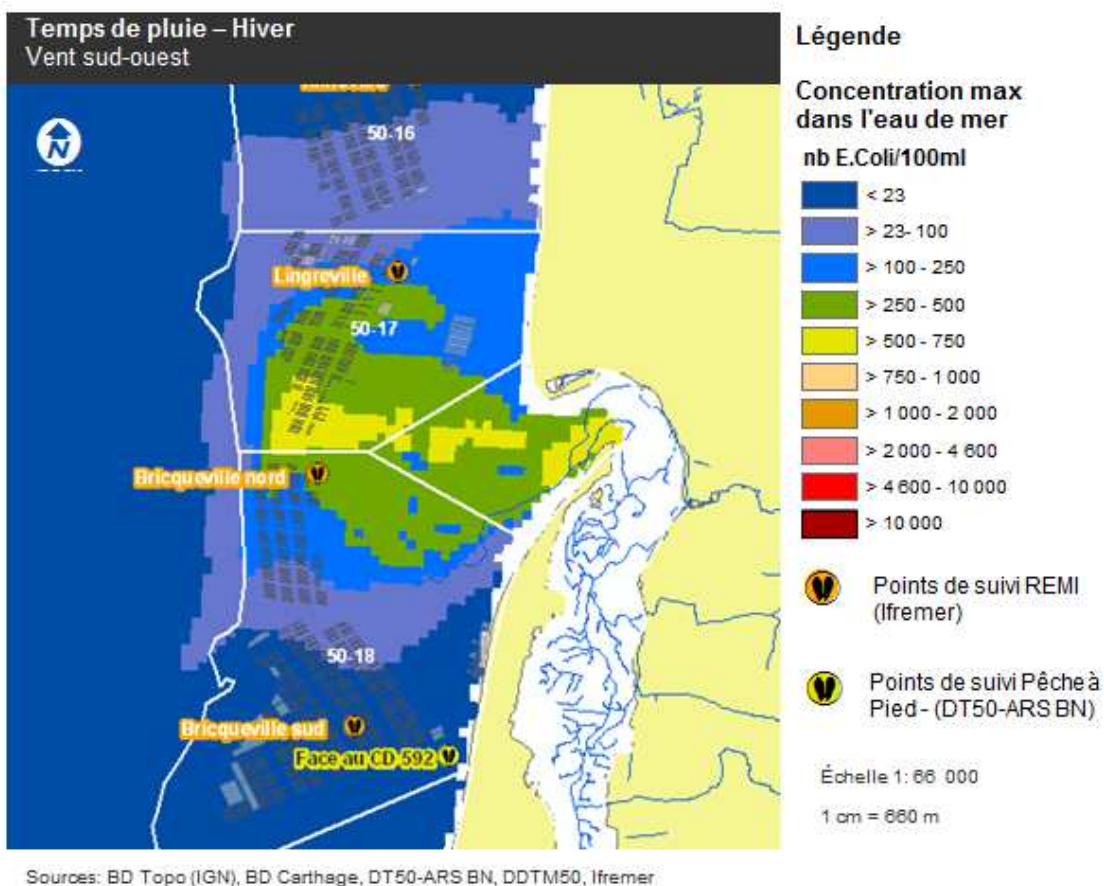 Temps de pluie – Hiver
Vent sud-ouest
50-16
Lingreville
50-17
Bricqueville nord
50-18
Bricqueville sud
Face au CD 592
N
Légende
Concentration max
dans l'eau de mer
nb E.Coli/100ml
< 23
> 23- 100
> 100 - 250
> 250 - 500
> 500 - 750
> 750 - 1 000
> 1 000 - 2 000
> 2 000 - 4 600
> 4 600 - 10 000
> 10 000
Points de suivi REMI
(Ifremer)
Points de suivi Pêche à
Pied - (DT50-ARS BN)
Échelle 1: 66 000
1 cm = 660 m
Sources: BD Topo (IGN), BD Carthage, DT50-ARS BN, DDTM50, Ifremer